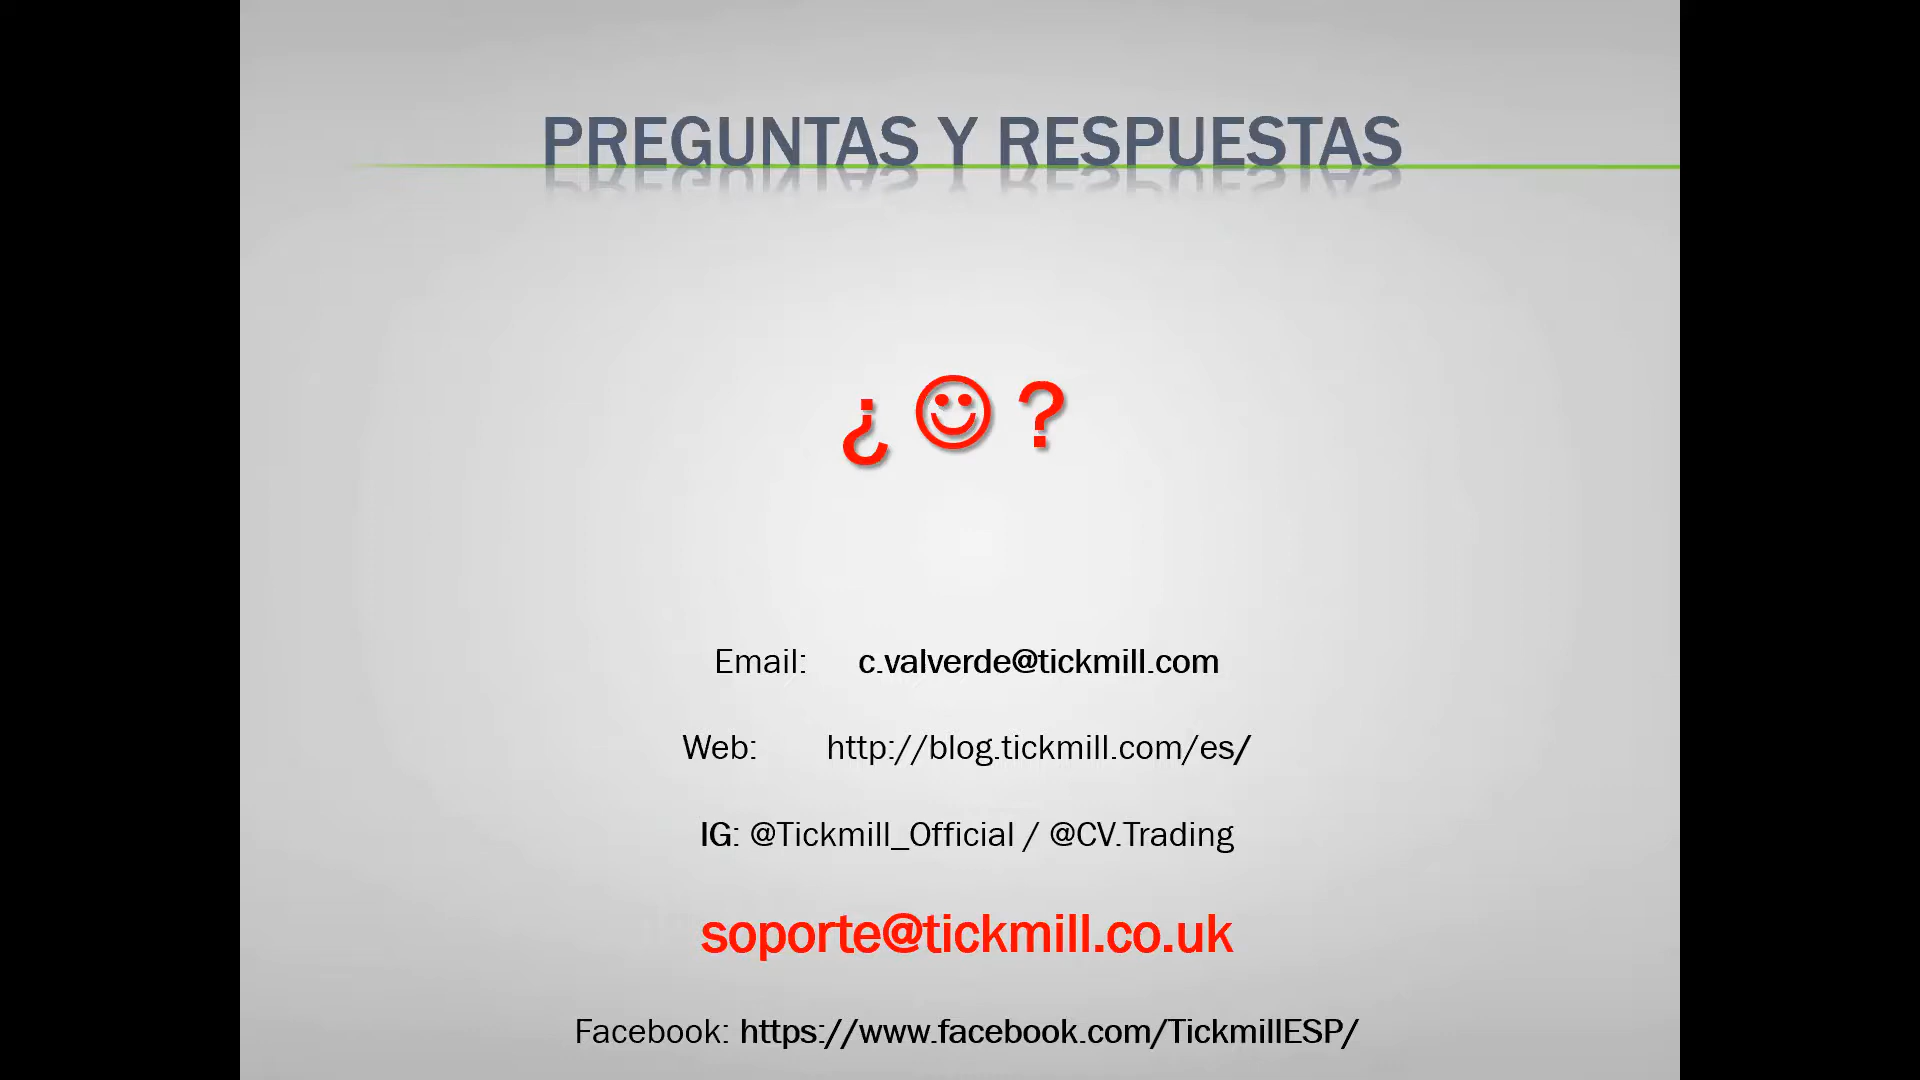 PREGUNTAS Y RESPUESTAS
¿☺?
Email: c.valverde@tickmill.com
Web: http://blog.tickmill.com/es/
IG: @Tickmill_Official / @CV.Trading
soporte@tickmill.co.uk
Facebook: https://www.facebook.com/TickmillESP/